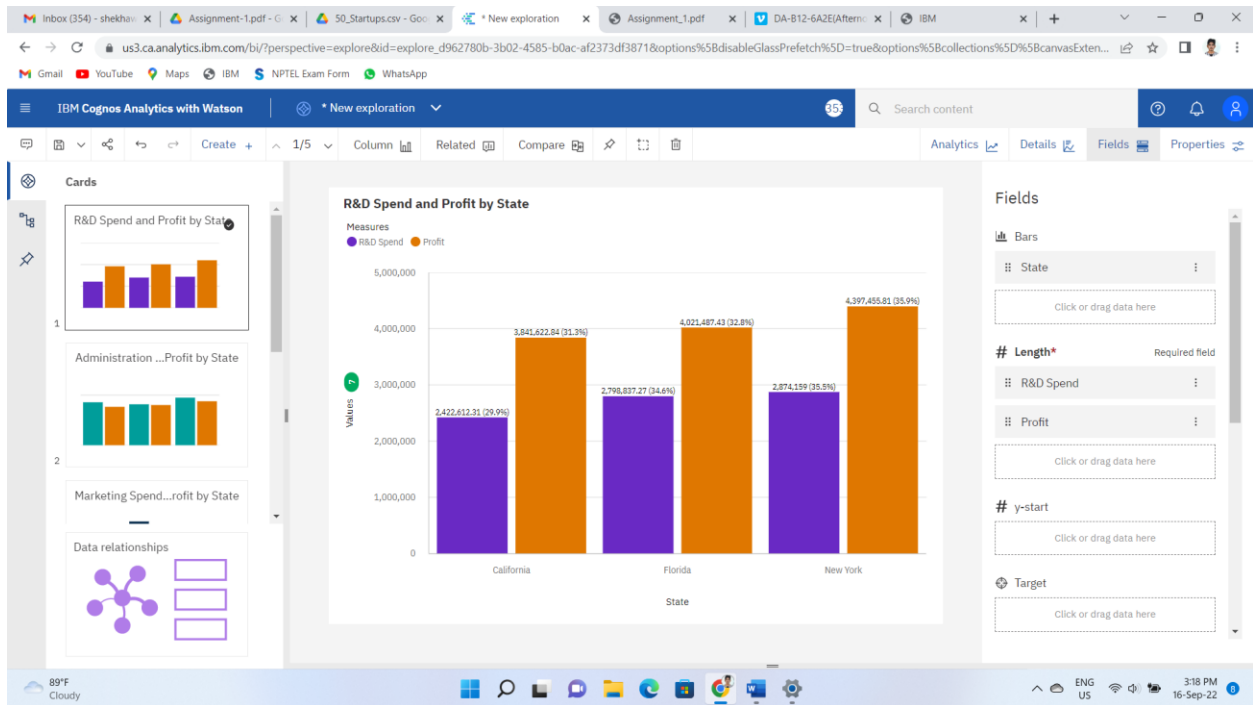 Inbox (354) - shekhav
Assignment-1.pdf - G
50_Startups.csv - Goo
* New exploration
Assignment_1.pdf
DA-B12-6A2E(Aftern
IBM
us3.ca.analytics.ibm.com/bi/?perspective=explore&id=explore_d962780b-3b02-4585-b0ac-af2373df3871&options%5BdisableGlassPrefetch%5D=true&options%5Bcollections%5D%5BcanvasExten...
Gmail
YouTube
Maps
IBM
NPTEL Exam Form
WhatsApp
IBM Cognos Analytics with Watson
* New exploration
Search content
Create +
1/5
Column
Related
Compare
Analytics
Details
Fields
Properties
Cards
R&D Spend and Profit by State
1
Administration ...Profit by State
2
Marketing Spend...rofit by State
Data relationships
R&D Spend and Profit by State
Measures
R&D Spend
Profit
5,000,000
4,000,000
3,000,000
2,000,000
1,000,000
0
Values
7
2,422,612.31 (29.9%)
3,841,622.84 (31.3%)
2,798,837.27 (34.6%)
4,021,487.43 (32.8%)
2,874,159 (35.5%)
4,397,455.81 (35.9%)
California
Florida
New York
State
Fields
Bars
State
Click or drag data here
# Length*
Required field
R&D Spend
Profit
Click or drag data here
# y-start
Click or drag data here
Target
Click or drag data here
89°F
Cloudy
ENG
US
3:18 PM
16-Sep-22
8